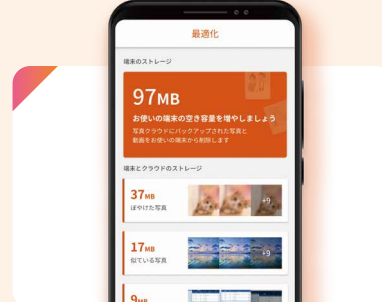 最適化
端末のストレージ
97MB
お使いの端末の空き容量を増やしましょう
写真クラウドにバックアップされた写真と
動画をお使いの端末から削除します
端末とクラウドのストレージ
37MB
ぼやけた写真
+9
17MB
似ている写真
+9
9MB